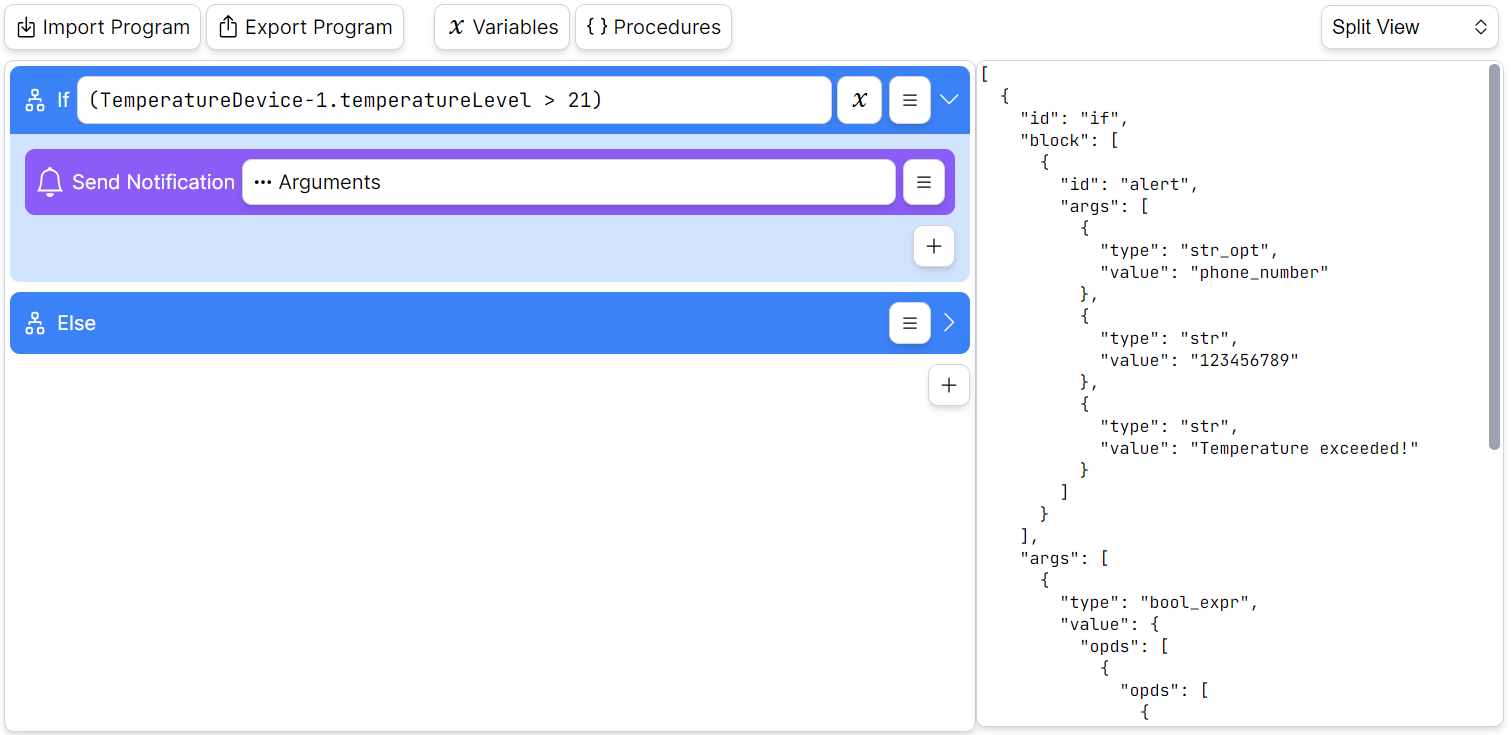 Import Program
Export Program
x Variables
{ } Procedures
Split View
If (TemperatureDevice-1.temperatureLevel > 21) x
Send Notification ··· Arguments
+
Else
+
[
  {
    "id": "if",
    "block": [
      {
        "id": "alert",
        "args": [
          {
            "type": "str_opt",
            "value": "phone_number"
          },
          {
            "type": "str",
            "value": "123456789"
          },
          {
            "type": "str",
            "value": "Temperature exceeded!"
          }
        ]
      }
    ],
    "args": [
      {
        "type": "bool_expr",
        "value": {
          "opds": [
            {
              "opds": [
                {